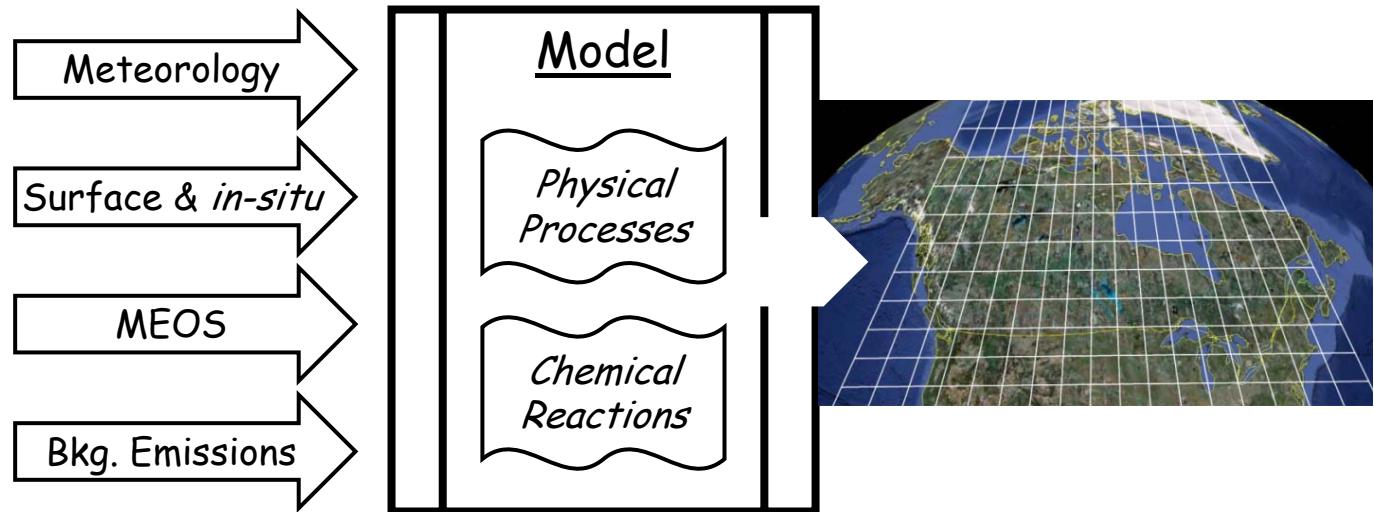 Meteorology
Surface & in-situ
MEOS
Bkg. Emissions
Model
Physical
Processes
Chemical
Reactions